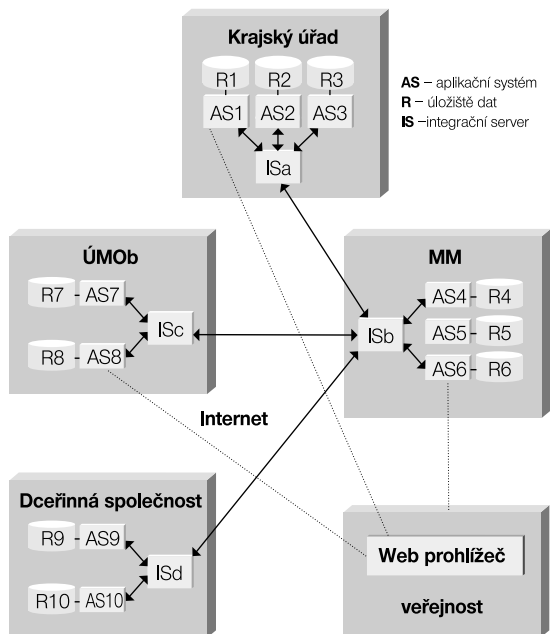 Krajský úřad
R1 R2 R3
AS1 AS2 AS3
ISa
AS – aplikační systém
R – úložiště dat
IS –integrační server
ÚMOb
R7 AS7
ISc
R8 AS8
MM
AS4 R4
ISb
AS5 R5
AS6 R6
Internet
Dceřinná společnost
R9 AS9
ISd
R10 AS10
Web prohlížeč
veřejnost